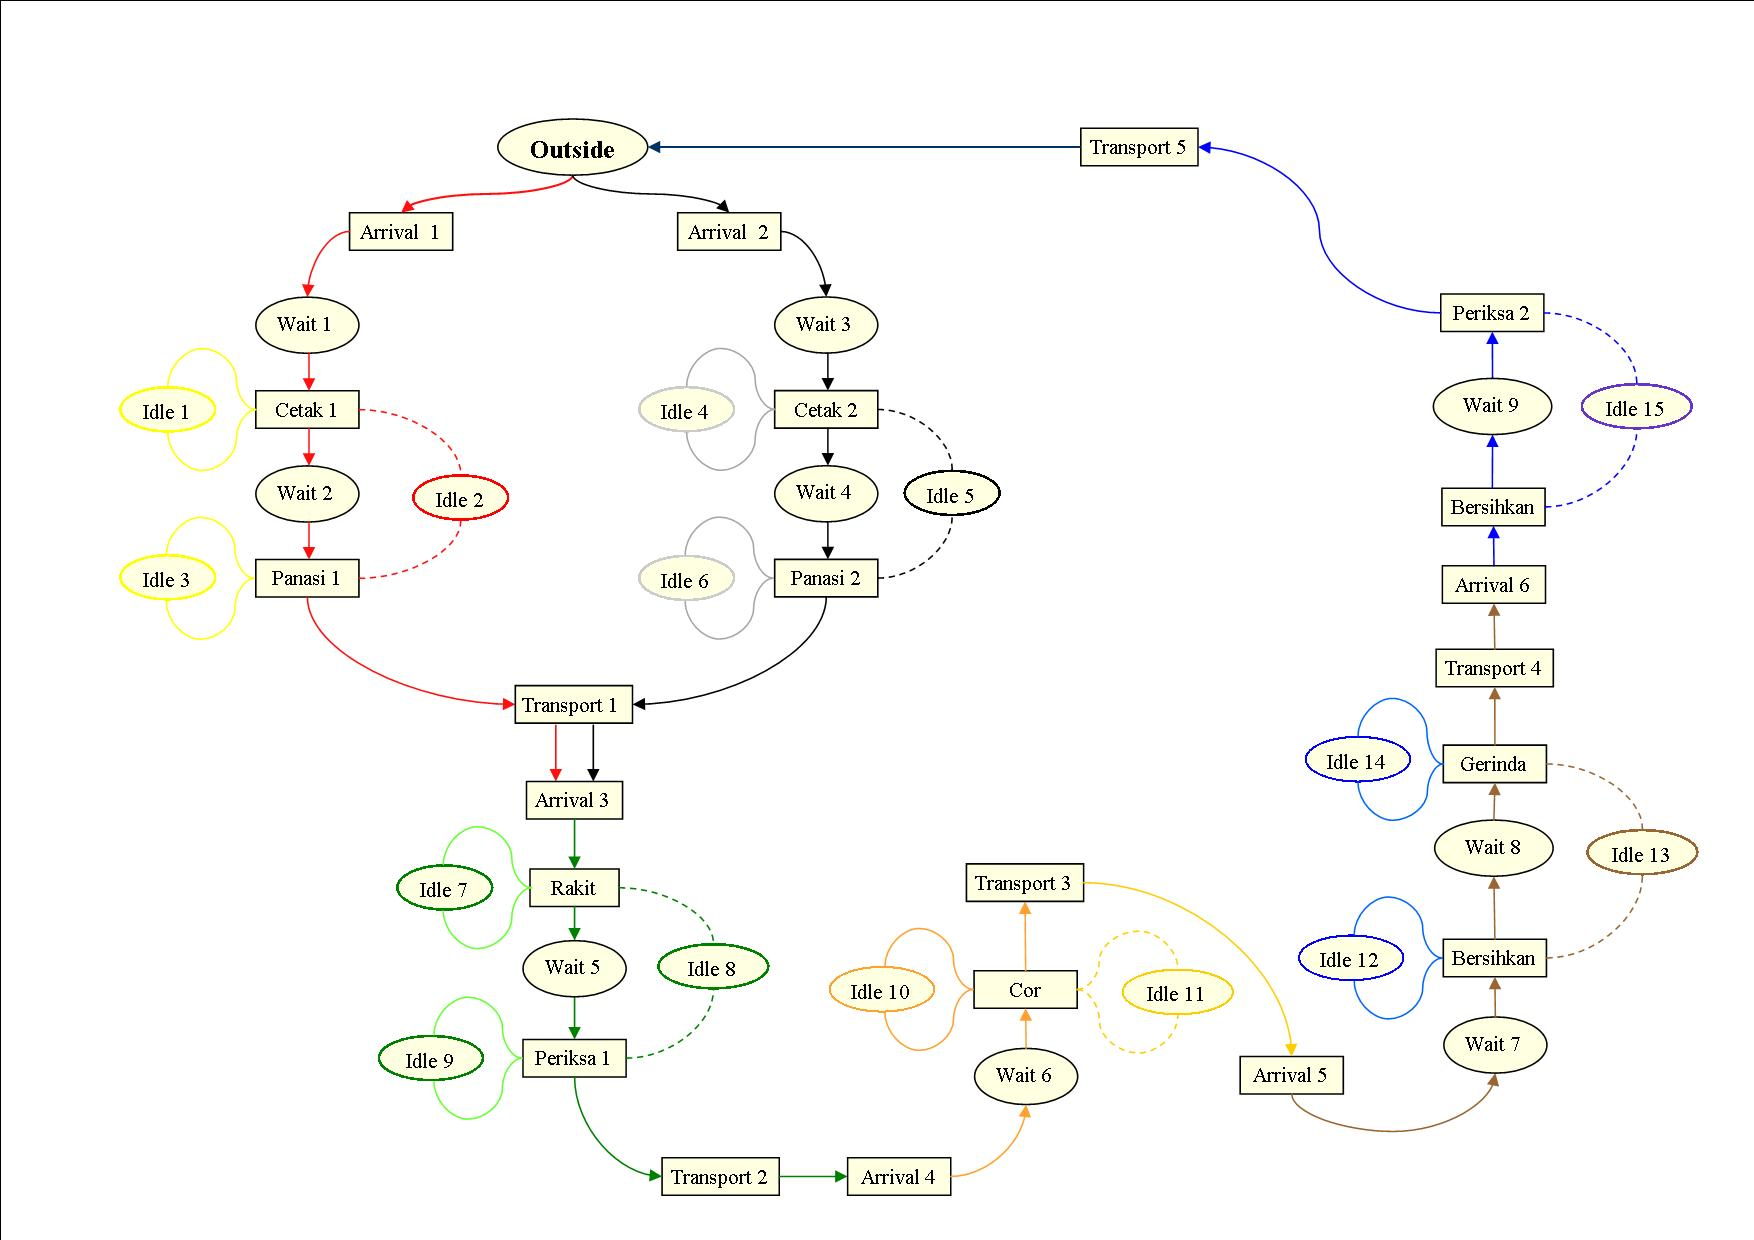 Outside
Transport 5
Arrival 1
Arrival 2
Wait 1
Wait 3
Periksa 2
Idle 1
Cetak 1
Idle 4
Cetak 2
Wait 9
Idle 15
Wait 2
Idle 2
Wait 4
Idle 5
Bersihkan
Idle 3
Panasi 1
Idle 6
Panasi 2
Arrival 6
Transport 4
Transport 1
Idle 14
Gerinda
Arrival 3
Wait 8
Idle 13
Idle 7
Rakit
Transport 3
Wait 5
Idle 8
Idle 10
Cor
Idle 11
Idle 12
Bersihkan
Idle 9
Periksa 1
Wait 6
Arrival 5
Wait 7
Transport 2
Arrival 4